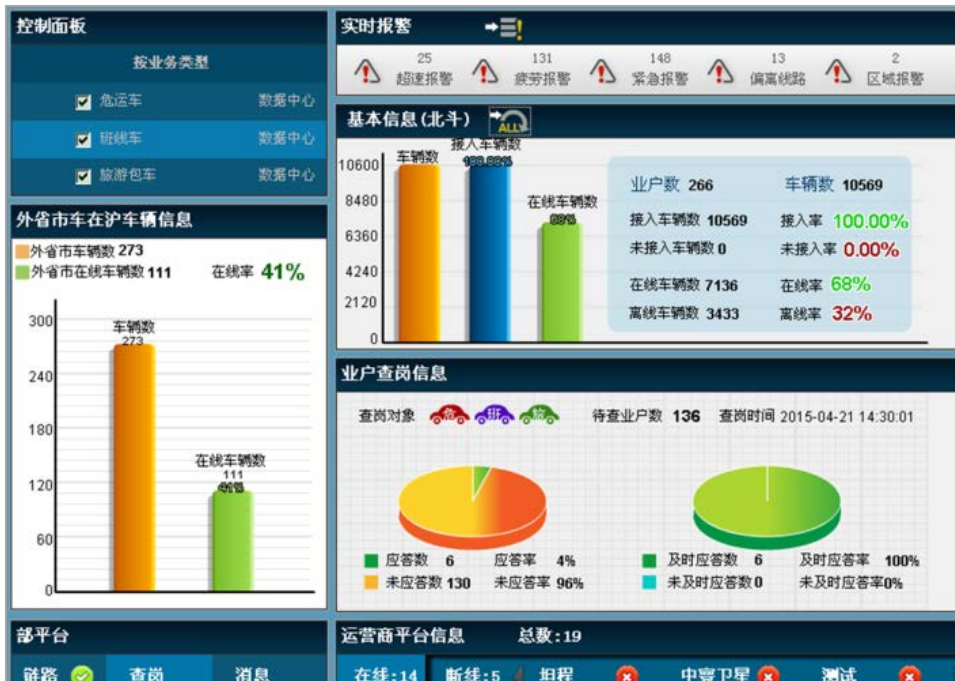 控制面板
按业务类型
危运车 数据中心
班线车 数据中心
旅游包车 数据中心
外省市车在沪车辆信息
外省市车辆数 273
外省市在线车辆数 111 在线率 41%
300
240
180
120
60
0
车辆数
273
在线车辆数
111
41%
部平台
链路 查岗 消息
实时报警
25 131 148 13 2
超速报警 疲劳报警 紧急报警 偏离线路 区域报警
基本信息(北斗) ALL
10600
8480
6360
4240
2120
0
车辆数
接入车辆数
100.00%
在线车辆数
68%
业户数 266 车辆数 10569
接入车辆数 10569 接入率 100.00%
未接入车辆数 0 未接入率 0.00%
在线车辆数 7136 在线率 68%
离线车辆数 3433 离线率 32%
业户查岗信息
查岗对象 危 班 旅 待查业户数 136 查岗时间 2015-04-21 14:30:01
应答数 6 应答率 4%
未应答数 130 未应答率 96%
及时应答数 6 及时应答率 100%
未及时应答数 0 未及时应答率 0%
运营商平台信息 总数:19
在线:14 断线:5 坦程 中寰卫星 测试